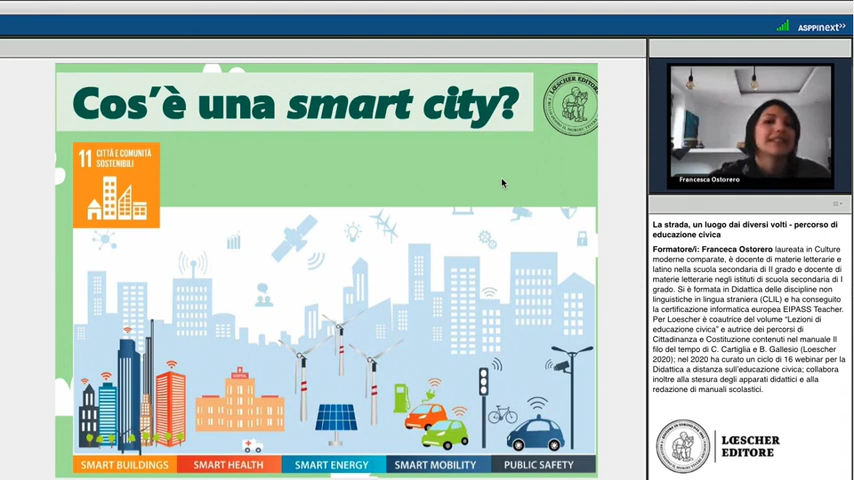 ASPPInext>>
Cos'è una smart city?
LŒSCHER EDITORE
11 CITTÀ E COMUNITÀ
SOSTENIBILI
HOSPITAL
SMART BUILDINGS
SMART HEALTH
SMART ENERGY
SMART MOBILITY
PUBLIC SAFETY
Francesca Ostorero
La strada, un luogo dai diversi volti - percorso di
educazione civica
Formatore/i: Franceca Ostorero laureata in Culture
moderne comparate, è docente di materie letterarie e
latino nella scuola secondaria di II grado e docente di
materie letterarie negli istituti di scuola secondaria di I
grado. Si è formata in Didattica delle discipline non
linguistiche in lingua straniera (CLIL) e ha conseguito
la certificazione informatica europea EIPASS Teacher.
Per Loescher è coautrice del volume "Lezioni di
educazione civica" e autrice dei percorsi di
Cittadinanza e Costituzione contenuti nel manuale Il
filo del tempo di C. Cartiglia e B. Gallesio (Loescher
2020); nel 2020 ha curato un ciclo di 16 webinar per la
Didattica a distanza sull'educazione civica; collabora
inoltre alla stesura degli apparati didattici e alla
redazione di manuali scolastici.
LŒSCHER
EDITORE